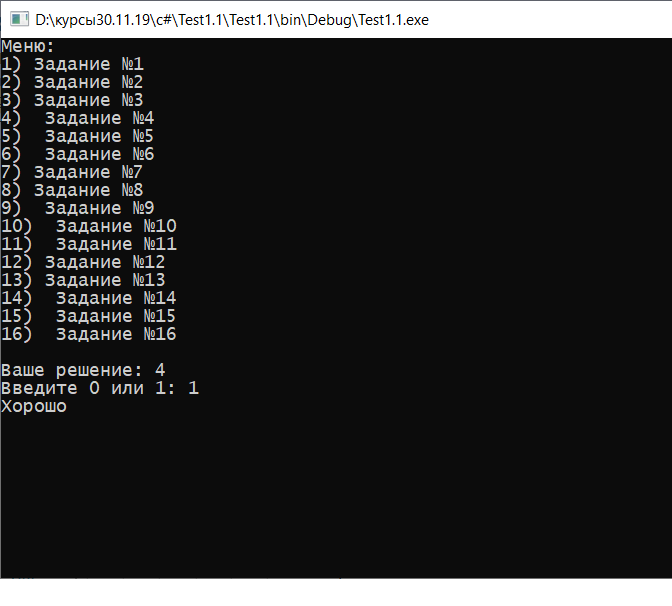 D:\курсы30.11.19\c#\Test1.1\Test1.1\bin\Debug\Test1.1.exe
Меню:
1) Задание №1
2) Задание №2
3) Задание №3
4)  Задание №4
5)  Задание №5
6)  Задание №6
7) Задание №7
8) Задание №8
9)  Задание №9
10)  Задание №10
11)  Задание №11
12) Задание №12
13) Задание №13
14)  Задание №14
15)  Задание №15
16)  Задание №16
Ваше решение: 4
Введите 0 или 1: 1
Хорошо